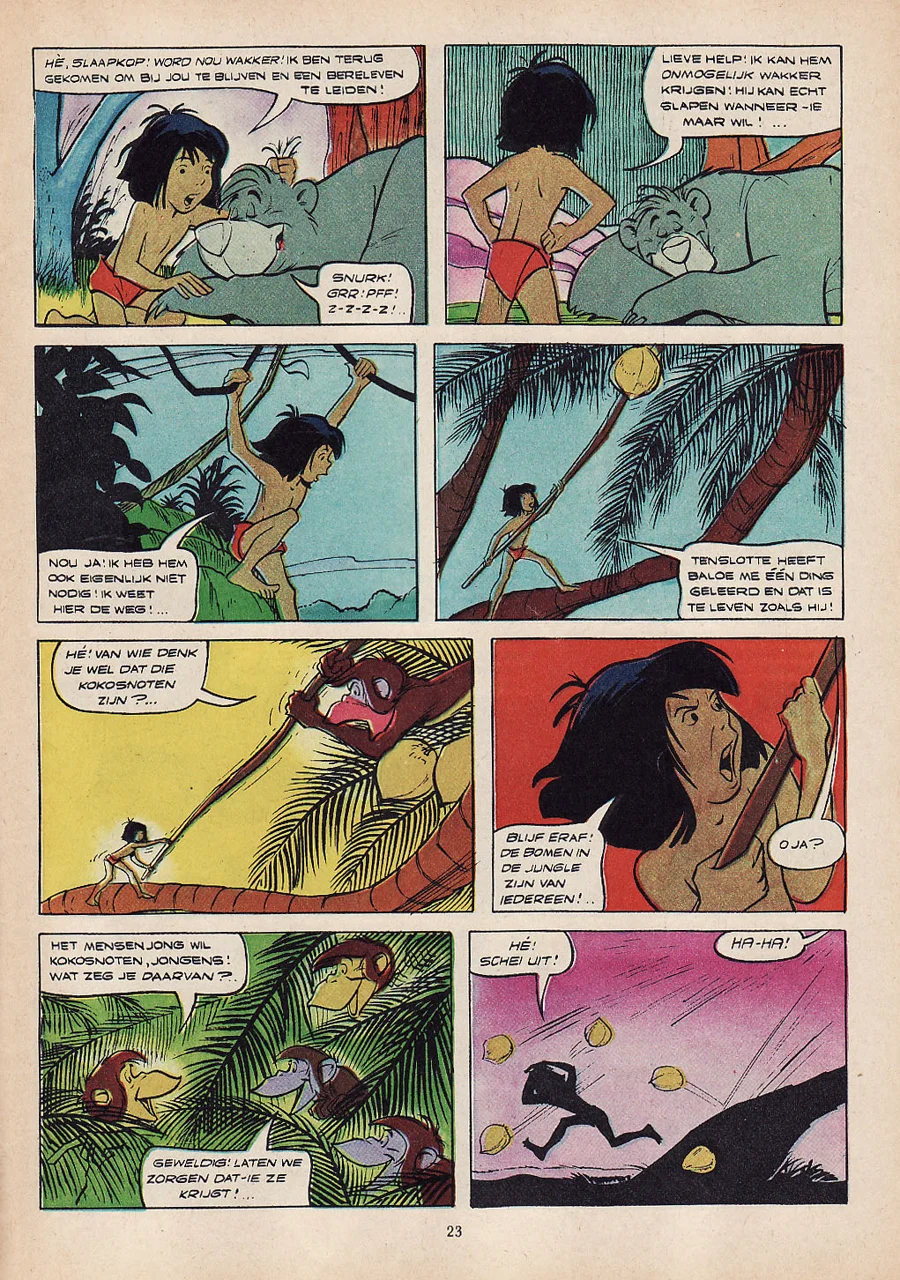 HÈ, SLAAPKOP! WORD NOU WAKKER! IK BEN TERUG
GEKOMEN OM BIJ JOU TE BLIJVEN EN EEN BERELEVEN
TE LEIDEN!
SNURK!
GRR! PFF!
Z-Z-Z-Z!..
LIEVE HELP! IK KAN HEM
ONMOGELIJK WAKKER
KRIJGEN! HIJ KAN ECHT
SLAPEN WANNEER-IE
MAAR WIL! ...
NOU JA! IK HEB HEM
OOK EIGENLIJK NIÉT
NODIG! IK WEET
HIER DE WEG! ...
TENSLOTTE HEEFT
BALOE ME ÉÉN DING
GELEERD EN DAT IS
TE LEVEN ZOALS HIJ!
HÉ! VAN WIE DENK
JE WEL DAT DIE
KOKOSNOTEN
ZIJN?...
BLIJF ERAF!
DE BOMEN IN
DE JUNGLE
ZIJN VAN
IEDEREEN!..
O JA?
HET MENSENJONG WIL
KOKOSNOTEN, JONGENS!
WAT ZEG JE DAARVAN?..
GEWELDIG! LATEN WE
ZORGEN DAT-IE ZE
KRIJGT!...
HÉ!
SCHEI UIT!
HA-HA!
23